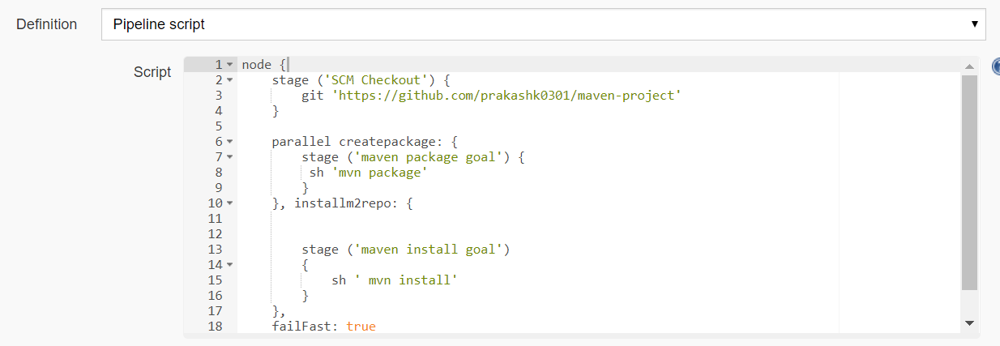 Definition
Pipeline script
Script
1 node {
2 stage ('SCM Checkout') {
3 git 'https://github.com/prakashk0301/maven-project'
4 }
5
6 parallel createpackage: {
7 stage ('maven package goal') {
8 sh 'mvn package'
9 }
10 }, installm2repo: {
11
12
13 stage ('maven install goal')
14 {
15 sh ' mvn install'
16 }
17 },
18 failFast: true